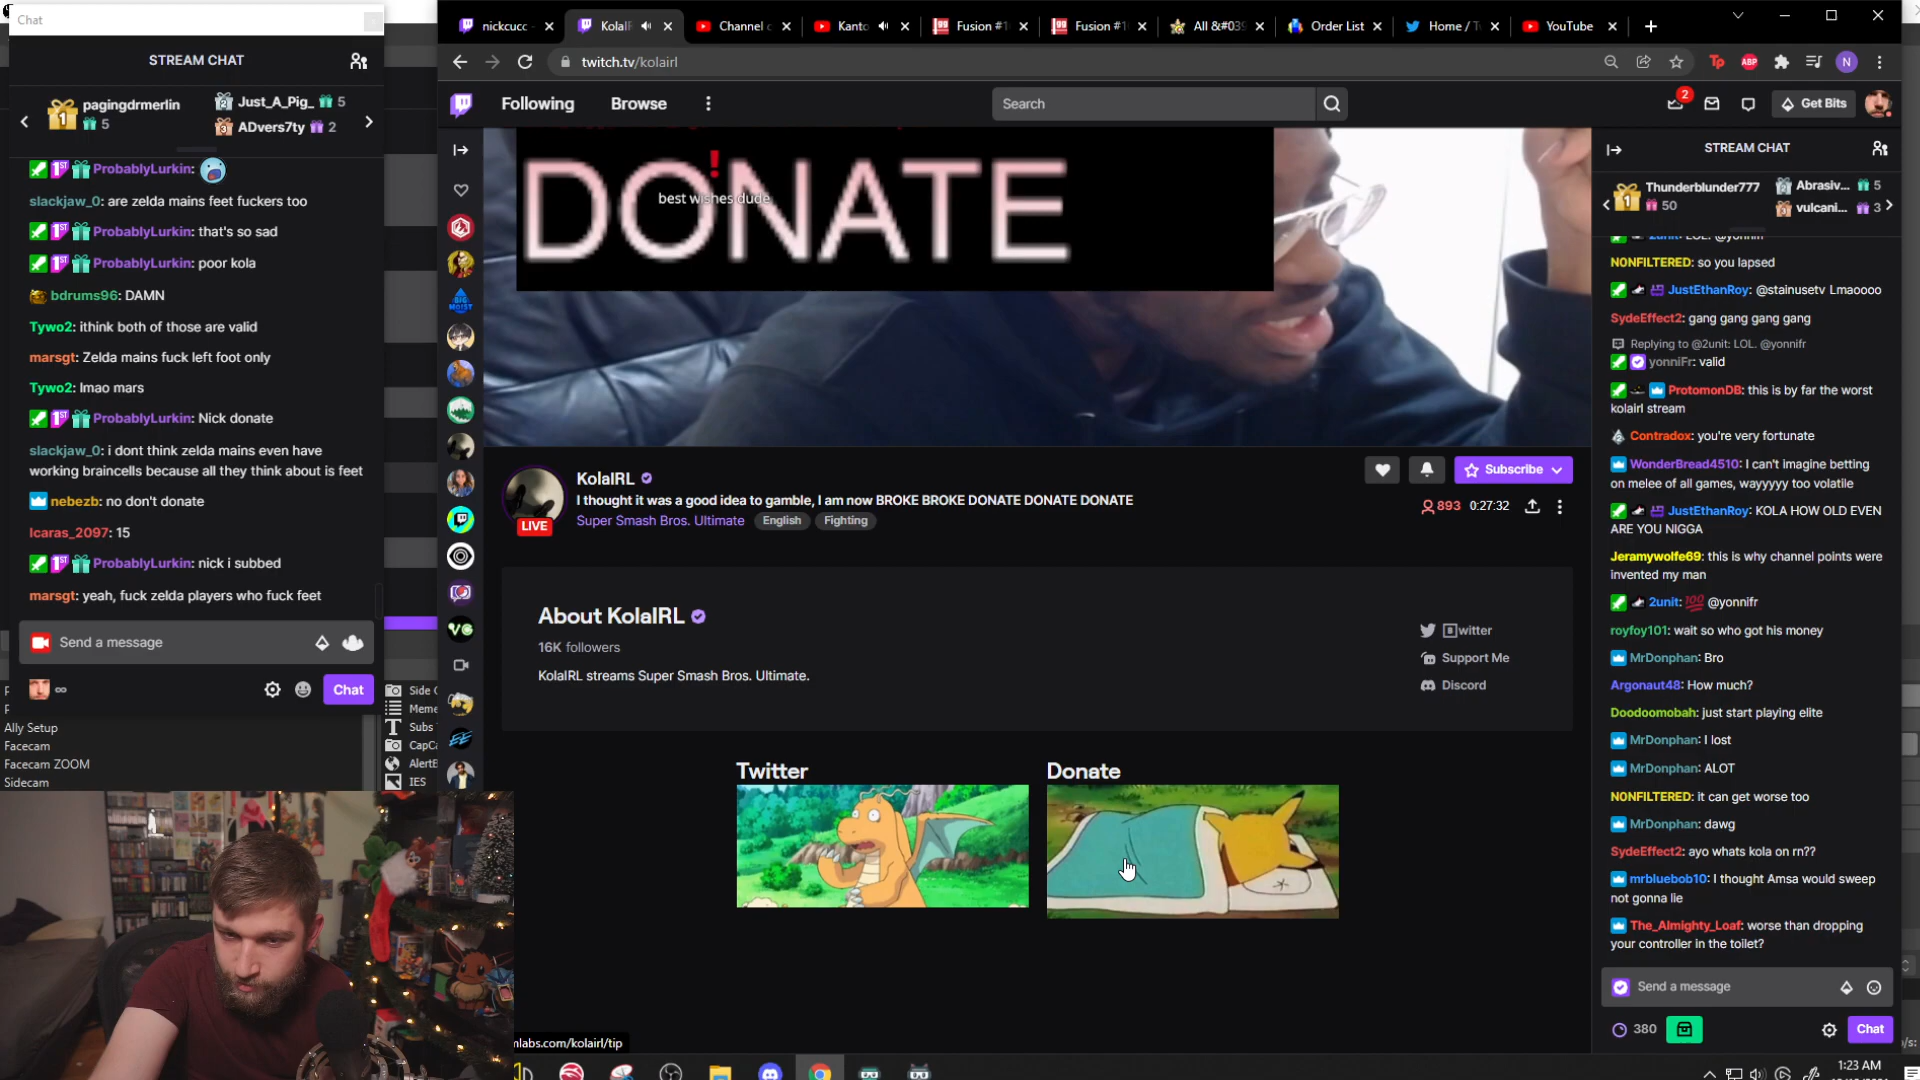 Chat
STREAM CHAT
pagingdrmerlin
5
Just_A_Pig_ 5
ADvers7ty 2
ProbablyLurkin:
slackjaw_0: are zelda mains feet fuckers too
ProbablyLurkin: that's so sad
ProbablyLurkin: poor kola
bdrums96: DAMN
Tywo2: ithink both of those are valid
marsgt: Zelda mains fuck left foot only
Tywo2: lmao mars
ProbablyLurkin: Nick donate
slackjaw_0: i dont think zelda mains even have
working braincells because all they think about is feet
nebezb: no don't donate
Icaras_2097: 15
ProbablyLurkin: nick i subbed
marsgt: yeah, fuck zelda players who fuck feet
Send a message
∞
Chat
Ally Setup
Facecam
Facecam ZOOM
Sidecam
Side C
Meme
Subs
CapCa
AlertB
IES
nickcucc -
KolaIR
Channel c
Kanto
Fusion #1
Fusion #1
All &#039
Order List
Home / T
YouTube
twitch.tv/kolairl
Tp
ABP
N
Following
Browse
Search
2
Get Bits
DONATE
!
best wishes dude
KolaIRL
LIVE
I thought it was a good idea to gamble, I am now BROKE BROKE DONATE DONATE DONATE
Super Smash Bros. Ultimate
English
Fighting
Subscribe
893
0:27:32
About KolaIRL
16K followers
KolaIRL streams Super Smash Bros. Ultimate.
witter
Support Me
Discord
Twitter
Donate
mlabs.com/kolairl/tip
STREAM CHAT
Thunderblunder777
50
Abrasiv... 5
vulcani... 3
2unit: LOL. @yonnifr
NONFILTERED: so you lapsed
JustEthanRoy: @stainusetv Lmaoooo
SydeEffect2: gang gang gang gang
Replying to @2unit: LOL. @yonnifr
yonniFr: valid
ProtomonDB: this is by far the worst
kolairl stream
Contradox: you're very fortunate
WonderBread4510: I can't imagine betting
on melee of all games, wayyyyy too volatile
JustEthanRoy: KOLA HOW OLD EVEN
ARE YOU NIGGA
Jeramywolfe69: this is why channel points were
invented my man
2unit: 100 @yonnifr
royfoy101: wait so who got his money
MrDonphan: Bro
Argonaut48: How much?
Doodoomobah: just start playing elite
MrDonphan: I lost
MrDonphan: ALOT
NONFILTERED: it can get worse too
MrDonphan: dawg
SydeEffect2: ayo whats kola on rn??
mrbluebob10: I thought Amsa would sweep
not gonna lie
The_Almighty_Loaf: worse than dropping
your controller in the toilet?
Send a message
380
Chat
1:23 AM